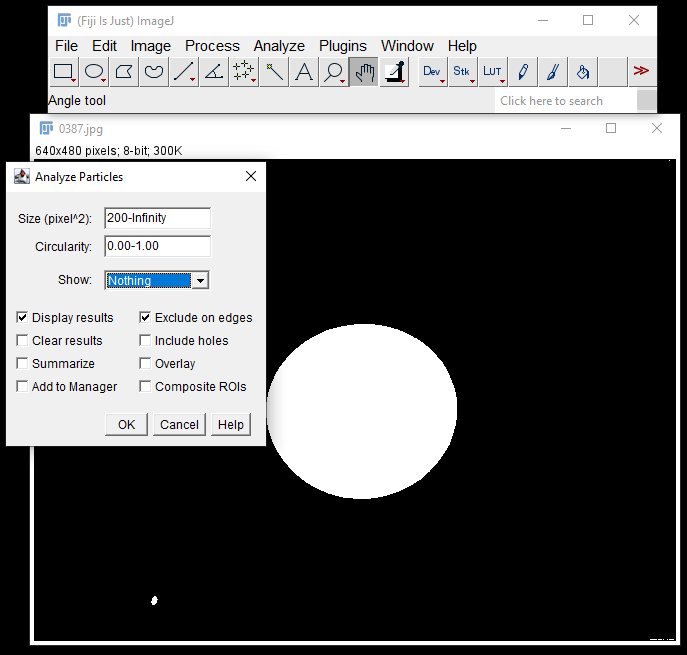 (Fiji Is Just) ImageJ
File Edit Image Process Analyze Plugins Window Help
Dev Stk LUT
Angle tool
Click here to search
0387.jpg
640x480 pixels; 8-bit; 300K
Analyze Particles
Size (pixel^2): 200-Infinity
Circularity: 0.00-1.00
Show: Nothing
Display results Exclude on edges
Clear results Include holes
Summarize Overlay
Add to Manager Composite ROIs
OK Cancel Help